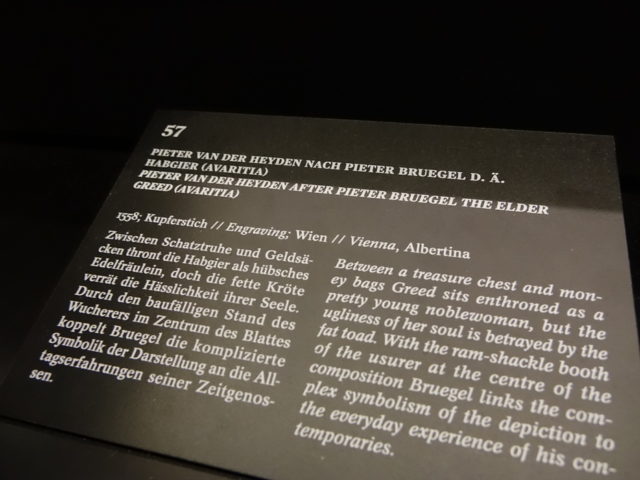 57
PIETER VAN DER HEYDEN NACH PIETER BRUEGEL D. Ä.
HABGIER (AVARITIA)
PIETER VAN DER HEYDEN AFTER PIETER BRUEGEL THE ELDER
GREED (AVARITIA)
1558; Kupferstich // Engraving; Wien // Vienna, Albertina
Zwischen Schatztruhe und Geldsä-
cken thront die Habgier als hübsches
Edelfräulein, doch die fette Kröte
verrät die Hässlichkeit ihrer Seele.
Durch den baufälligen Stand des
Wucherers im Zentrum des Blattes
koppelt Bruegel die komplizierte
Symbolik der Darstellung an die All-
tagserfahrungen seiner Zeitgenos-
sen.
Between a treasure chest and mon-
ey bags Greed sits enthroned as a
pretty young noblewoman, but the
ugliness of her soul is betrayed by the
fat toad. With the ram-shackle booth
of the usurer at the centre of the
composition Bruegel links the com-
plex symbolism of the depiction to
the everyday experience of his con-
temporaries.